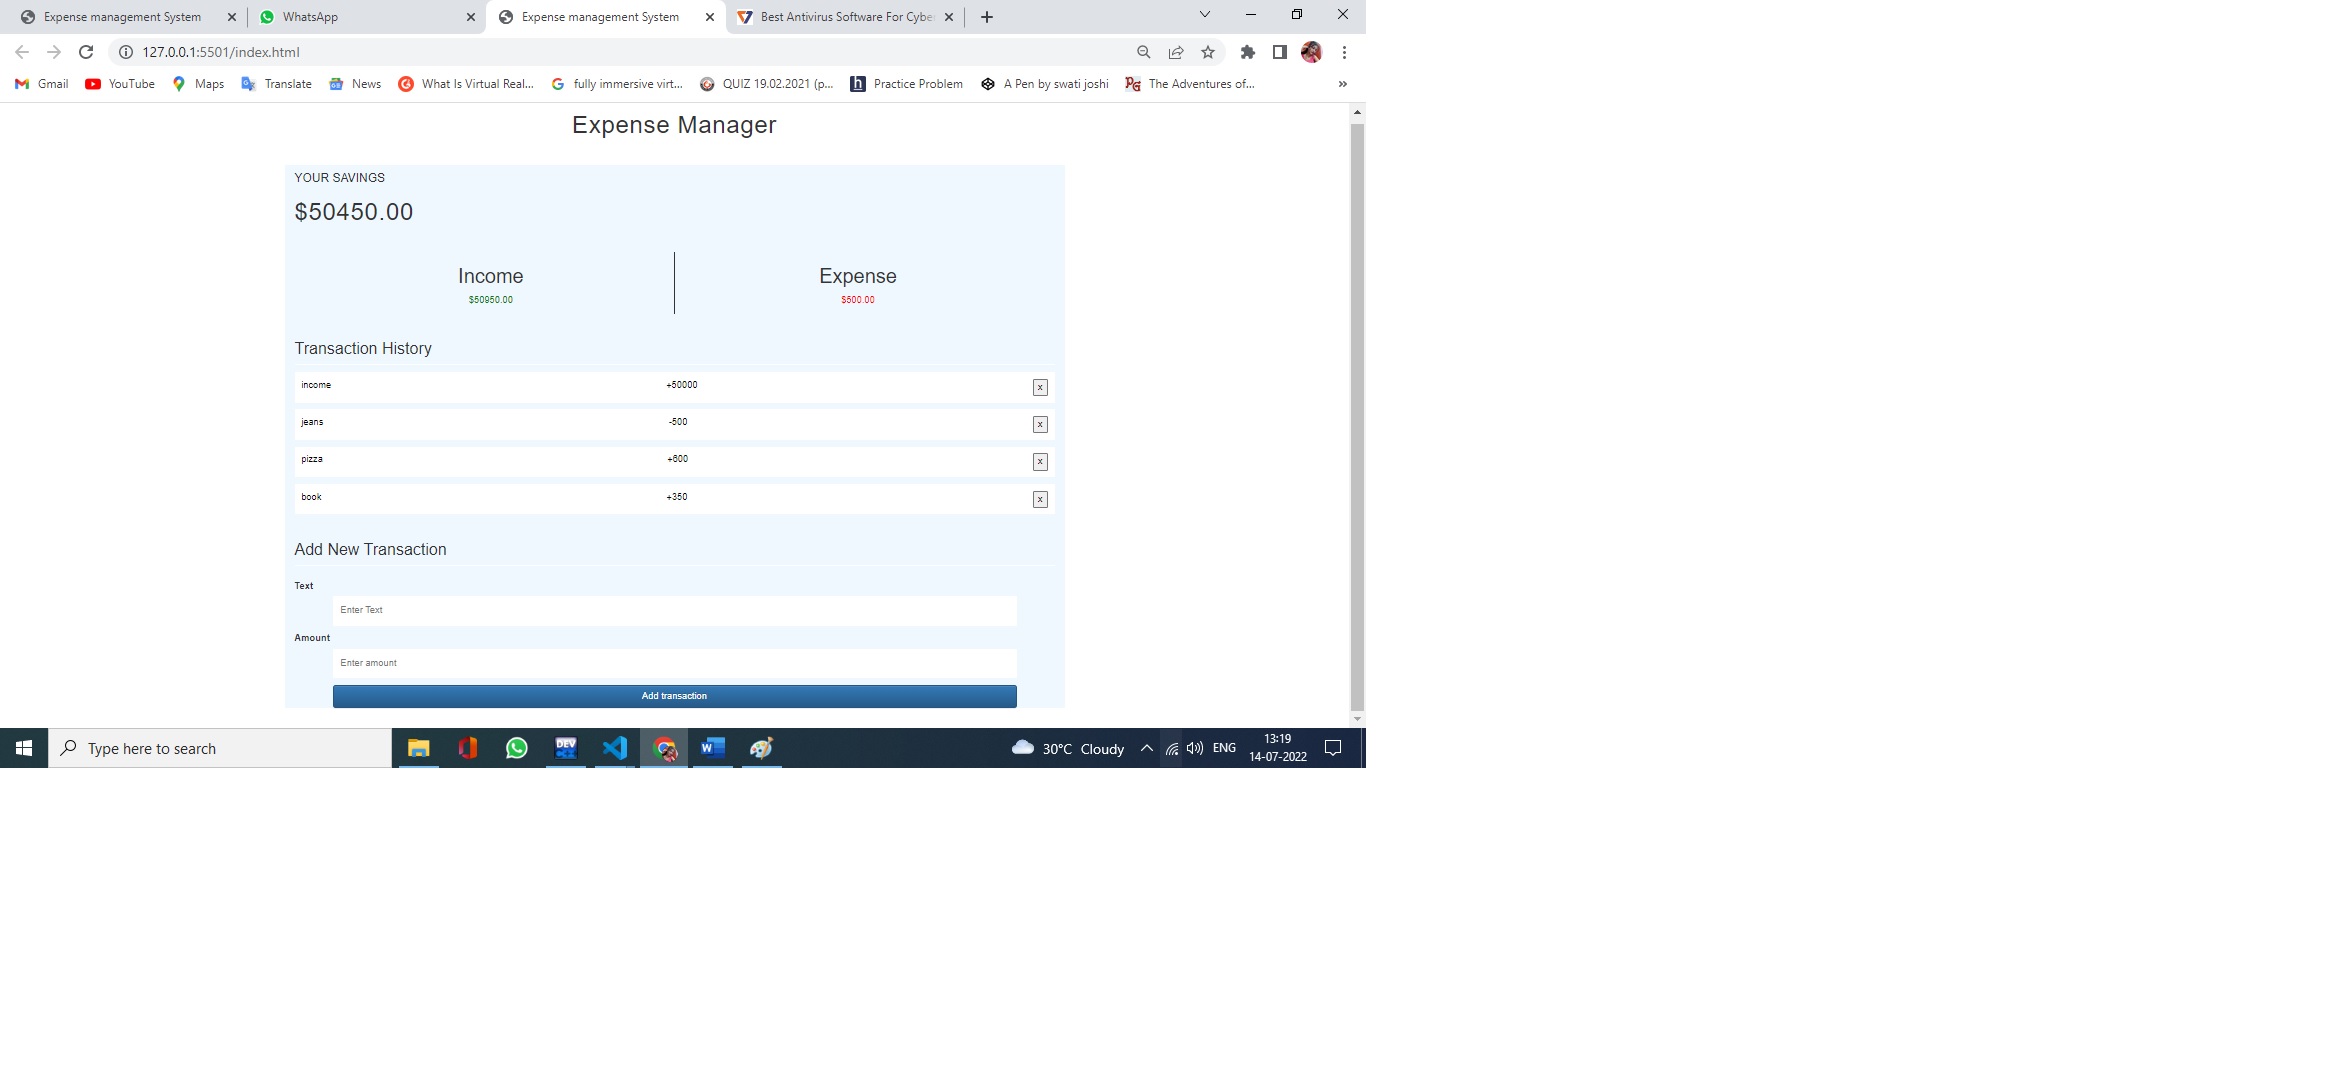 Expense management System
WhatsApp
Expense management System
Best Antivirus Software For Cybe
127.0.0.1:5501/index.html
Gmail
YouTube
Maps
Translate
News
What Is Virtual Real...
fully immersive virt...
QUIZ 19.02.2021 (p...
Practice Problem
A Pen by swati joshi
The Adventures of...
Expense Manager
YOUR SAVINGS
$50450.00
Income
$50950.00
Expense
$500.00
Transaction History
income +50000 x
jeans -500 x
pizza +600 x
book +350 x
Add New Transaction
Text
Enter Text
Amount
Enter amount
Add transaction
Type here to search
DEV
30°C Cloudy
ENG
13:19
14-07-2022